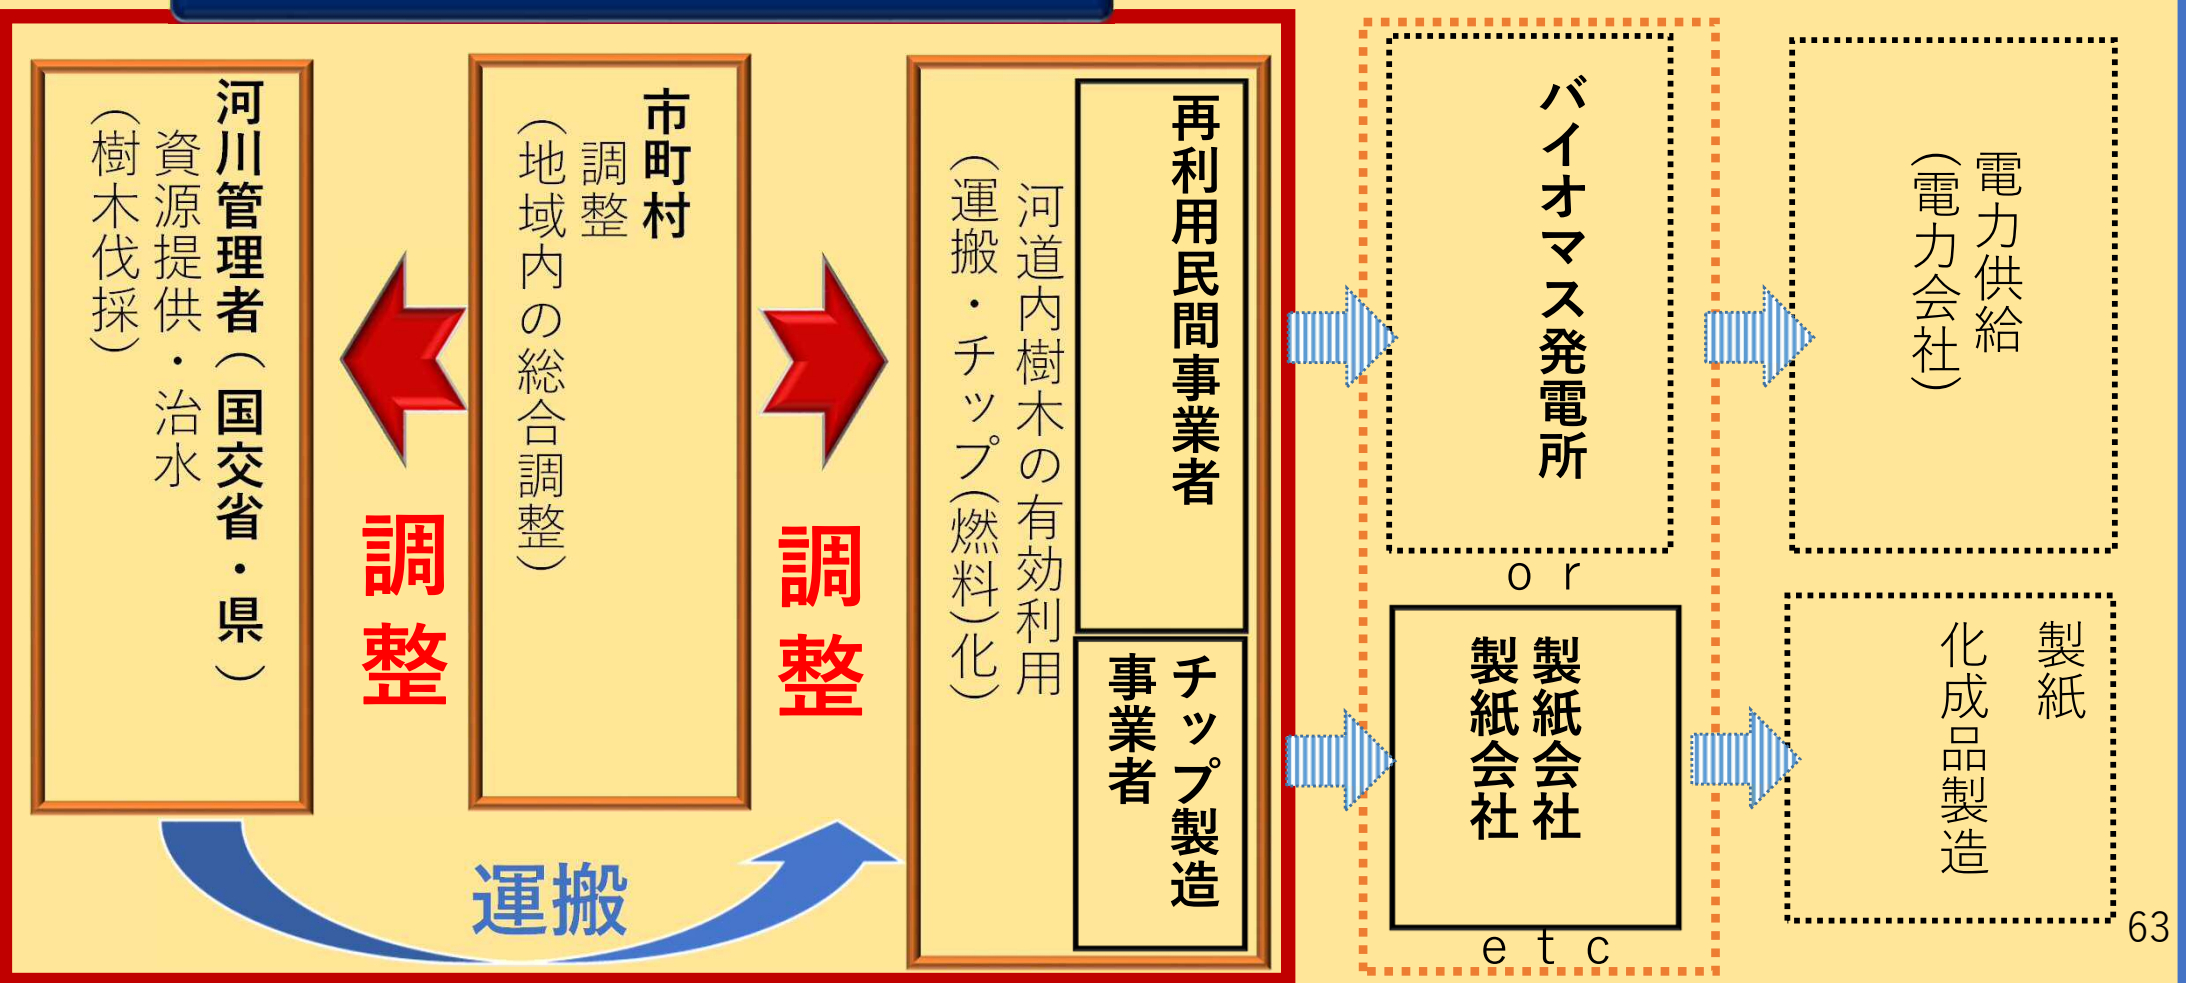 河川管理者（国交省・県）
資源提供・治水
（樹木伐採）
調整
市町村
調整
（地域内の総合調整）
調整
運搬
再利用民間事業者
チップ製造
事業者
河道内樹木の有効利用
（運搬・チップ（燃料）化）
バイオマス発電所
or
製紙会社
製紙会社
etc
電力供給
（電力会社）
製紙
化成品製造
63